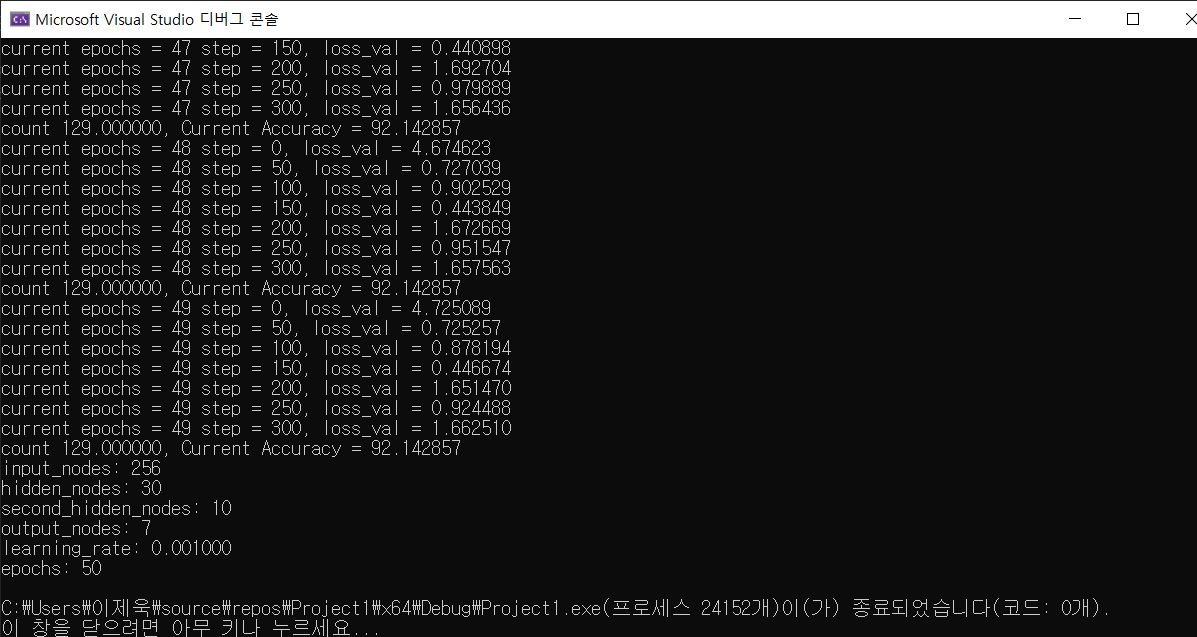 Microsoft Visual Studio 디버그 콘솔
current epochs = 47 step = 150, loss_val = 0.440898
current epochs = 47 step = 200, loss_val = 1.692704
current epochs = 47 step = 250, loss_val = 0.979889
current epochs = 47 step = 300, loss_val = 1.656436
count 129.000000, Current Accuracy = 92.142857
current epochs = 48 step = 0, loss_val = 4.674623
current epochs = 48 step = 50, loss_val = 0.727039
current epochs = 48 step = 100, loss_val = 0.902529
current epochs = 48 step = 150, loss_val = 0.443849
current epochs = 48 step = 200, loss_val = 1.672669
current epochs = 48 step = 250, loss_val = 0.951547
current epochs = 48 step = 300, loss_val = 1.657563
count 129.000000, Current Accuracy = 92.142857
current epochs = 49 step = 0, loss_val = 4.725089
current epochs = 49 step = 50, loss_val = 0.725257
current epochs = 49 step = 100, loss_val = 0.878194
current epochs = 49 step = 150, loss_val = 0.446674
current epochs = 49 step = 200, loss_val = 1.651470
current epochs = 49 step = 250, loss_val = 0.924488
current epochs = 49 step = 300, loss_val = 1.662510
count 129.000000, Current Accuracy = 92.142857
input_nodes: 256
hidden_nodes: 30
second_hidden_nodes: 10
output_nodes: 7
learning_rate: 0.001000
epochs: 50
C:₩Users₩이제욱₩source₩repos₩Project1₩x64₩Debug₩Project1.exe(프로세스 24152개)이(가) 종료되었습니다(코드: 0개).
이 창을 닫으려면 아무 키나 누르세요...